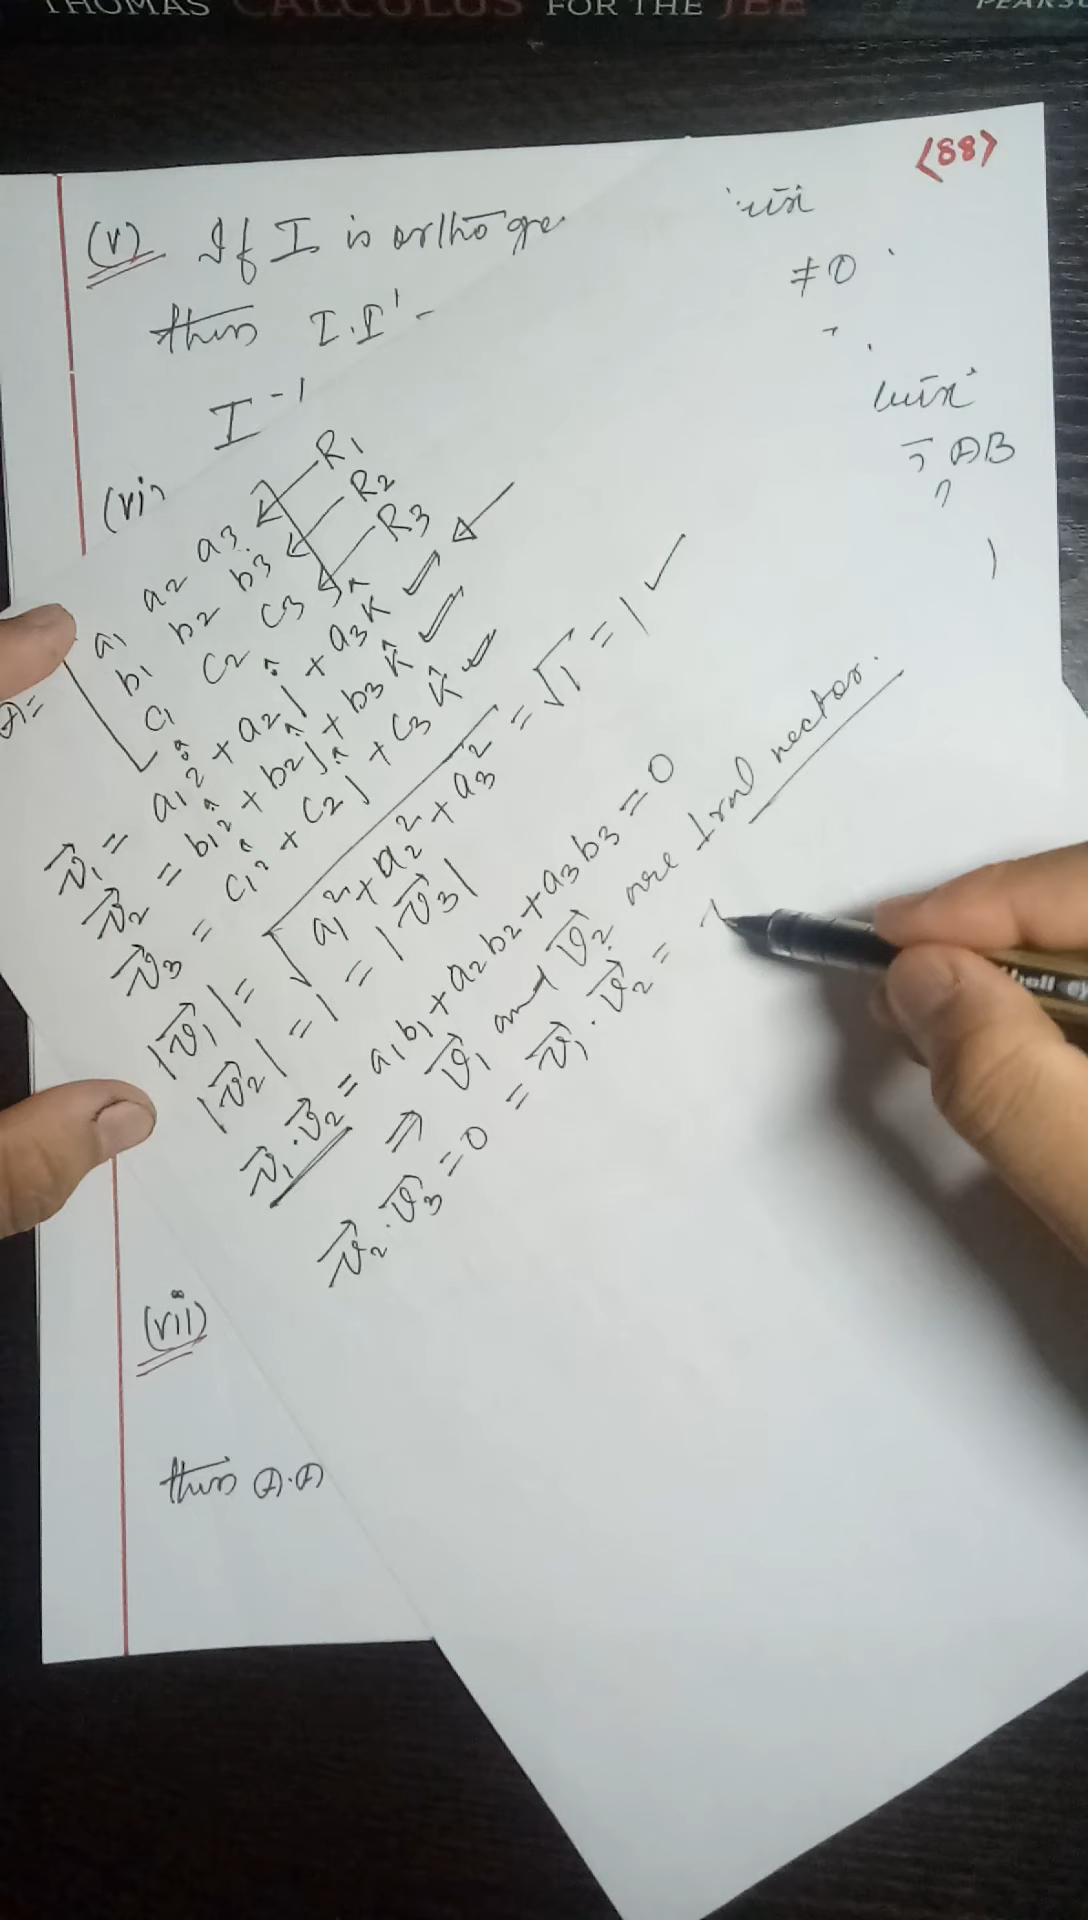 THOMAS CALCULUS FOR THE JEE
<88>
(v) If I is orthogo
then I.I' -
≠ 0
I⁻¹
AB
(vi)
A = [a₁ a₂ a₃ ← R₁
b₁ b₂ b₃ ← R₂
c₁ c₂ c₃] ← R₃
v⃗₁ = a₁î + a₂ĵ + a₃k̂
v⃗₂ = b₁î + b₂ĵ + b₃k̂
v⃗₃ = c₁î + c₂ĵ + c₃k̂
|v⃗₁| = √(a₁² + a₂² + a₃²) = √1 = 1 ✓
|v⃗₂| = 1 = |v⃗₃|
v⃗₁·v⃗₂ = a₁b₁ + a₂b₂ + a₃b₃ = 0
⇒ v⃗₁ and v⃗₂ are ⊥ral vector.
v⃗₂·v⃗₃ = 0 = v⃗₁·v⃗₂ =
(vii)
then A.A